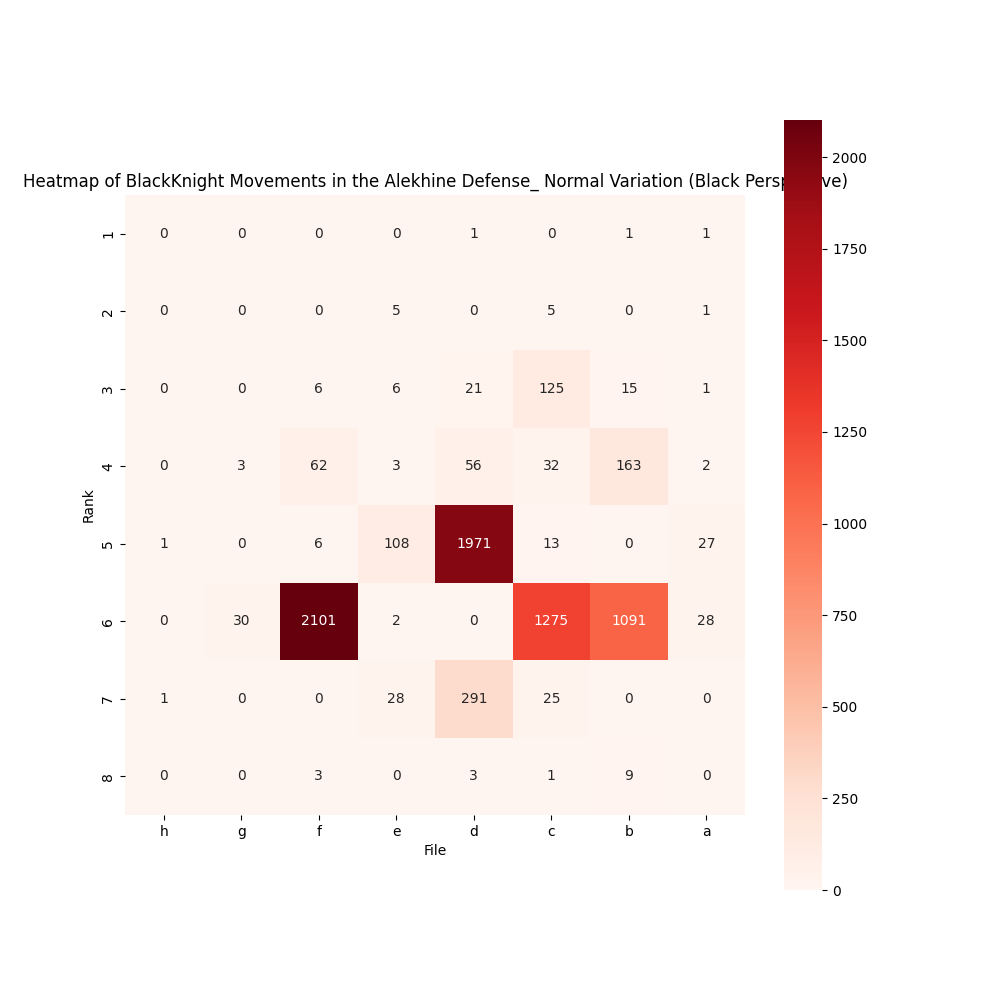 Heatmap of BlackKnight Movements in the Alekhine Defense_ Normal Variation (Black Persp ve)
2000
1750
1500
1250
1000
750
500
250
0
Rank
1 0 0 0 0 1 0 1 1
2 0 0 0 5 0 5 0 1
3 0 0 6 6 21 125 15 1
4 0 3 62 3 56 32 163 2
5 1 0 6 108 1971 13 0 27
6 0 30 2101 2 0 1275 1091 28
7 1 0 0 28 291 25 0 0
8 0 0 3 0 3 1 9 0
h g f e d c b a
File